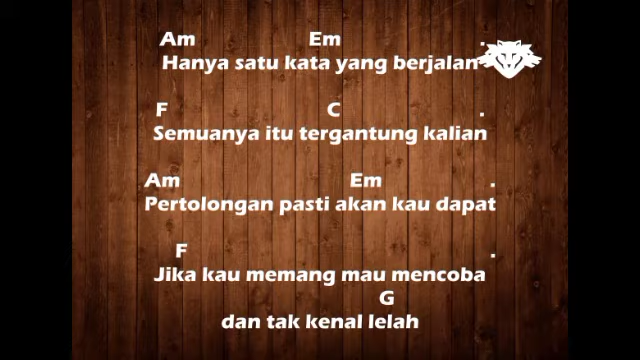 Am Em .
Hanya satu kata yang berjalan
F C .
Semuanya itu tergantung kalian
Am Em .
Pertolongan pasti akan kau dapat
F .
Jika kau memang mau mencoba
G
dan tak kenal lelah